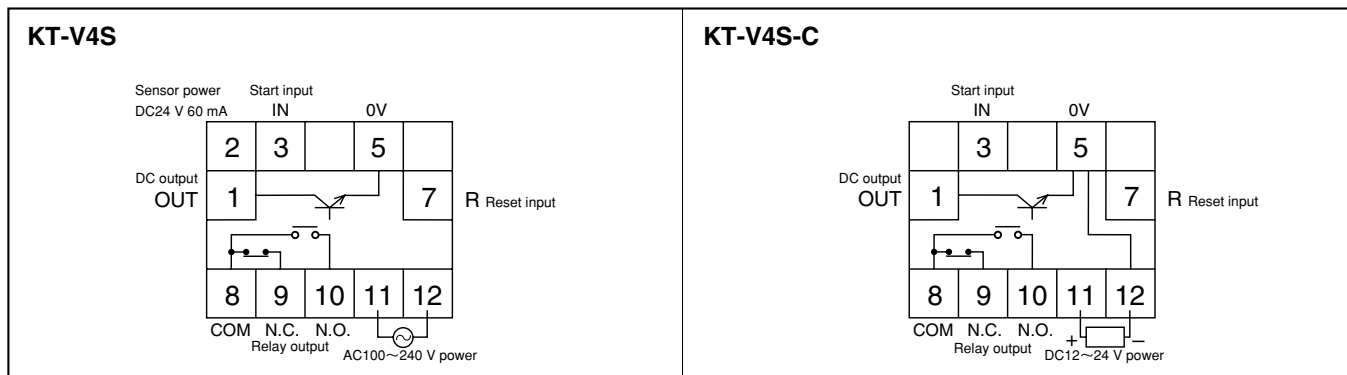 KT-V4S
Sensor power Start input
DC24 V 60 mA IN 0V
2 3 5
DC output
OUT 1 7 R Reset input
8 9 10 11 12
COM N.C. N.O.
Relay output
AC100～240 V power
KT-V4S-C
Start input
IN 0V
3 5
DC output
OUT 1 7 R Reset input
8 9 10 11 12
COM N.C. N.O. + −
Relay output
DC12～24 V power